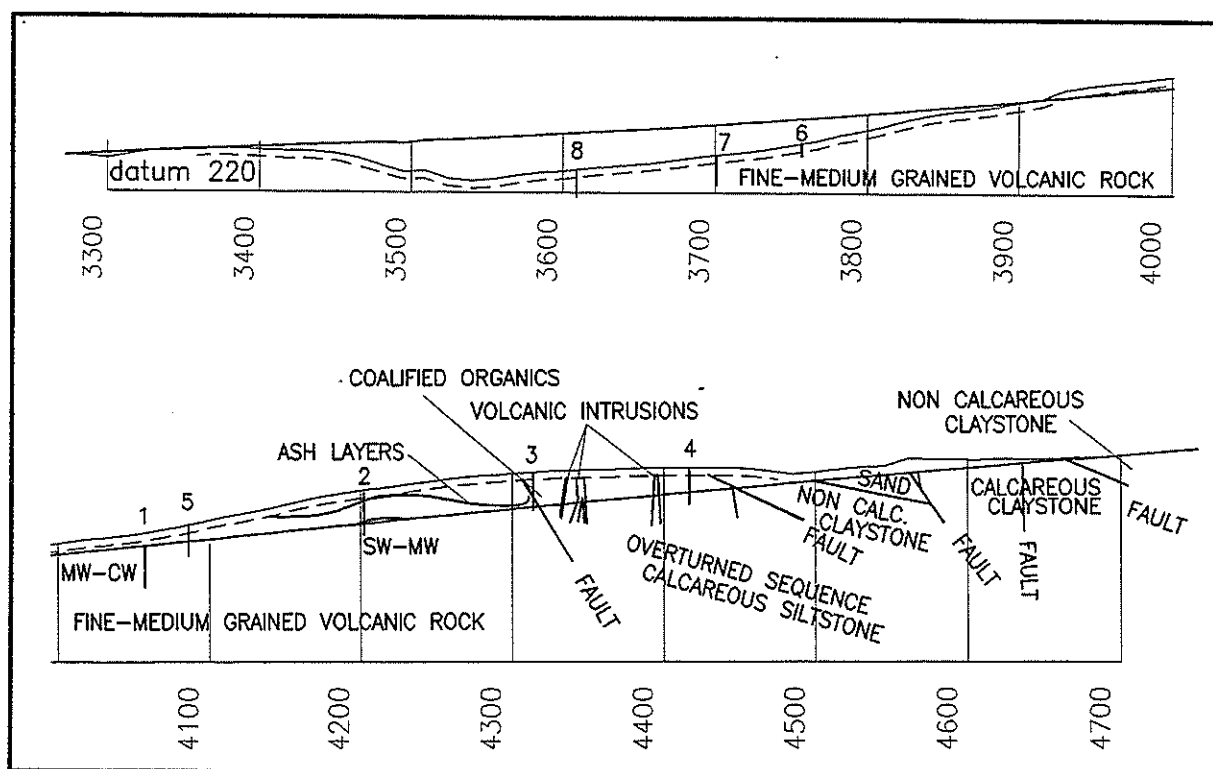 8
7
6
datum 220
FINE-MEDIUM GRAINED VOLCANIC ROCK
3300
3400
3500
3600
3700
3800
3900
4000
COALIFIED ORGANICS
VOLCANIC INTRUSIONS
NON CALCAREOUS
CLAYSTONE
ASH LAYERS
1
5
2
3
4
SAND
NON CALC.
CLAYSTONE
FAULT
CALCAREOUS
CLAYSTONE
FAULT
FAULT
FAULT
SW-MW
MW-CW
FAULT
OVERTURNED SEQUENCE
CALCAREOUS SILTSTONE
FINE-MEDIUM GRAINED VOLCANIC ROCK
4100
4200
4300
4400
4500
4600
4700